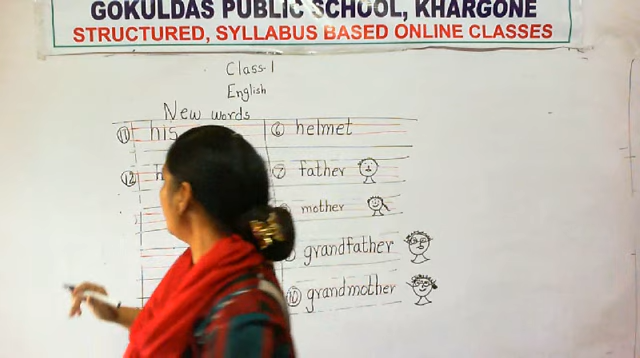 GOKULDAS PUBLIC SCHOOL, KHARGONE
STRUCTURED, SYLLABUS BASED ONLINE CLASSES
Class-1
English
New words
11 his
12
6 helmet
7 father
mother
grandfather
10 grandmother